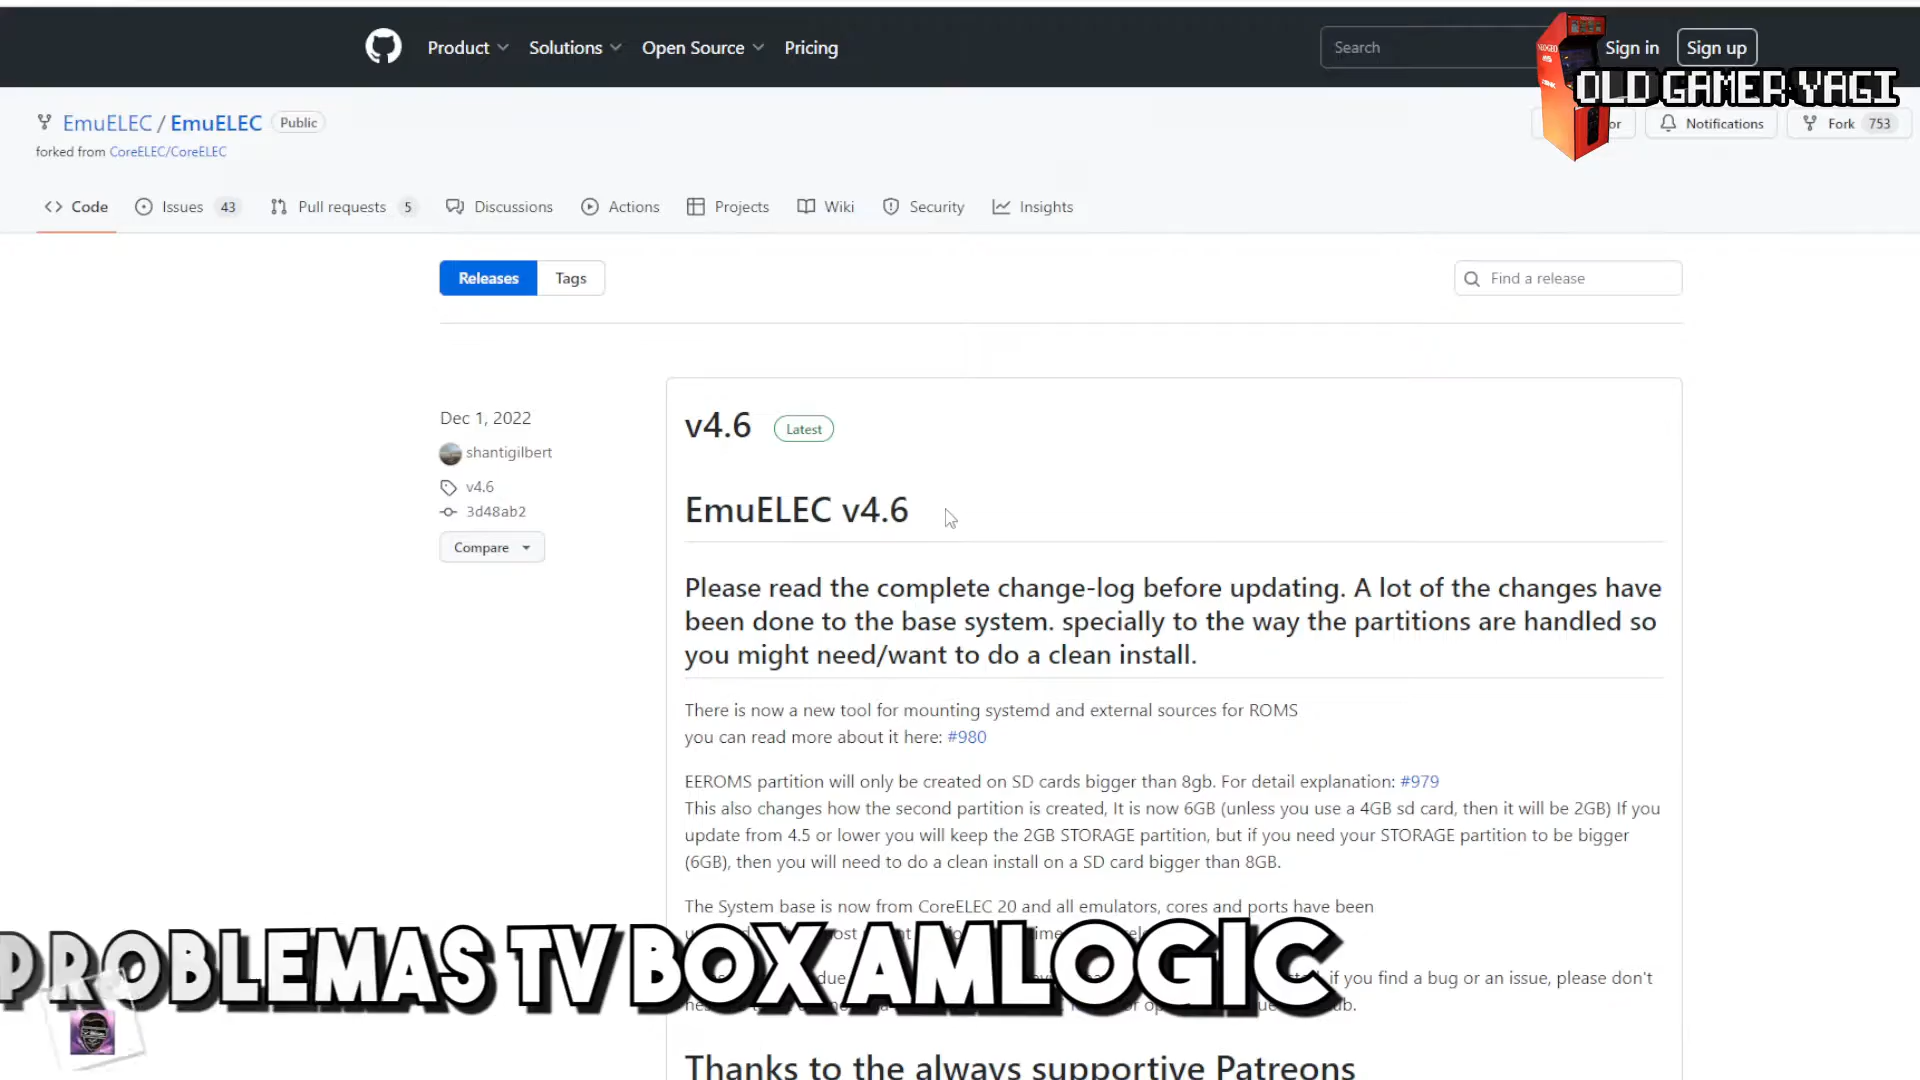 Product Solutions Open Source Pricing Search Sign in Sign up
OLD GAMER YAGI
EmuELEC / EmuELEC Public
or Notifications Fork 753
forked from CoreELEC/CoreELEC
Code Issues 43 Pull requests 5 Discussions Actions Projects Wiki Security Insights
Releases Tags Find a release
Dec 1, 2022
shantigilbert
v4.6
3d48ab2
Compare
v4.6 Latest
EmuELEC v4.6
Please read the complete change-log before updating. A lot of the changes have
been done to the base system. specially to the way the partitions are handled so
you might need/want to do a clean install.
There is now a new tool for mounting systemd and external sources for ROMS
you can read more about it here: #980
EEROMS partition will only be created on SD cards bigger than 8gb. For detail explanation: #979
This also changes how the second partition is created, It is now 6GB (unless you use a 4GB sd card, then it will be 2GB) If you
update from 4.5 or lower you will keep the 2GB STORAGE partition, but if you need your STORAGE partition to be bigger
(6GB), then you will need to do a clean install on a SD card bigger than 8GB.
The System base is now from CoreELEC 20 and all emulators, cores and ports have been
if you find a bug or an issue, please don't
PROBLEMAS TV BOX AMLOGIC
Thanks to the always supportive Patreons